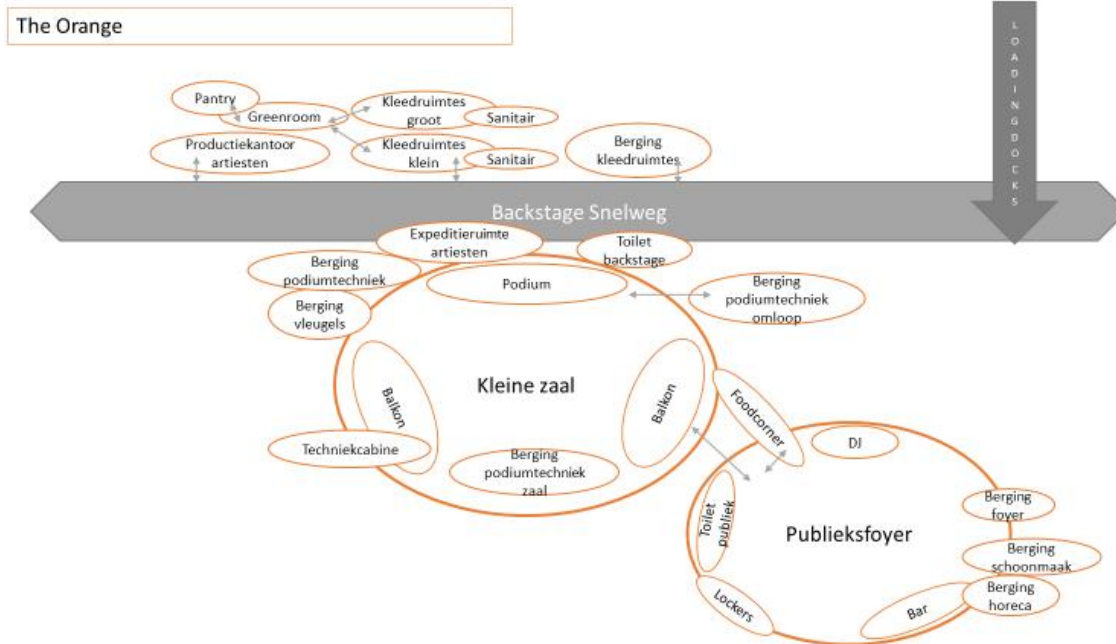 The Orange
LOADINGDOCKS
Pantry
Greenroom
Kleedruimtes
groot
Sanitair
Productiekantoor
artiesten
Kleedruimtes
klein
Sanitair
Berging
kleedruimtes
Backstage Snelweg
Expeditieruimte
artiesten
Toilet
backstage
Berging
podiumtechniek
Podium
Berging
podiumtechniek
omloop
Berging
vleugels
Kleine zaal
Balkon
Balkon
Foodcorner
Techniekcabine
Berging
podiumtechniek
zaal
DJ
Toilet
publiek
Publieksfoyer
Berging
foyer
Berging
schoonmaak
Berging
horeca
Lockers
Bar